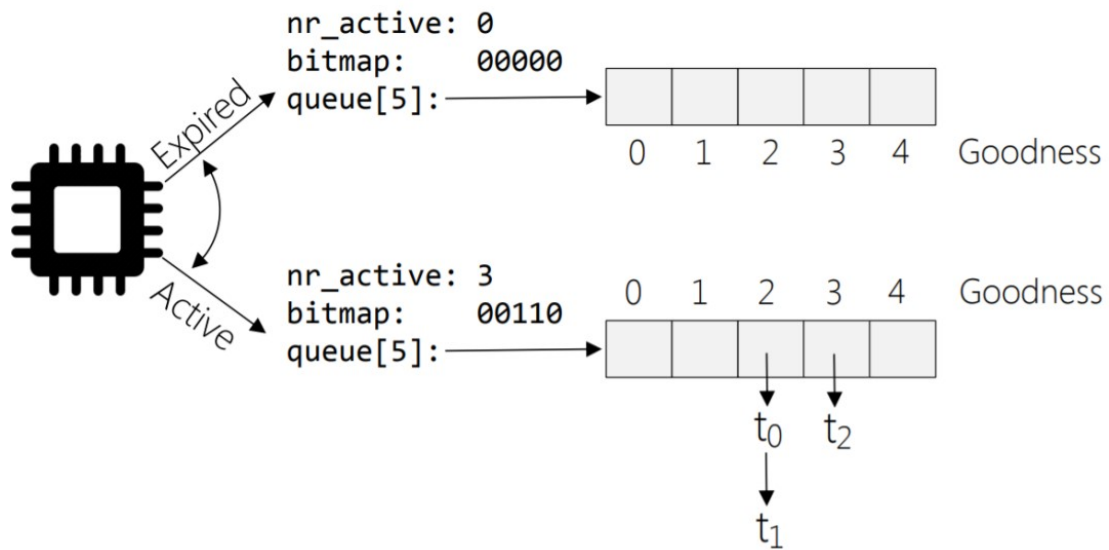 Expired
nr_active: 0
bitmap: 00000
queue[5]:
0 1 2 3 4 Goodness
Active
nr_active: 3
bitmap: 00110
queue[5]:
0 1 2 3 4 Goodness
t0 t2
t1